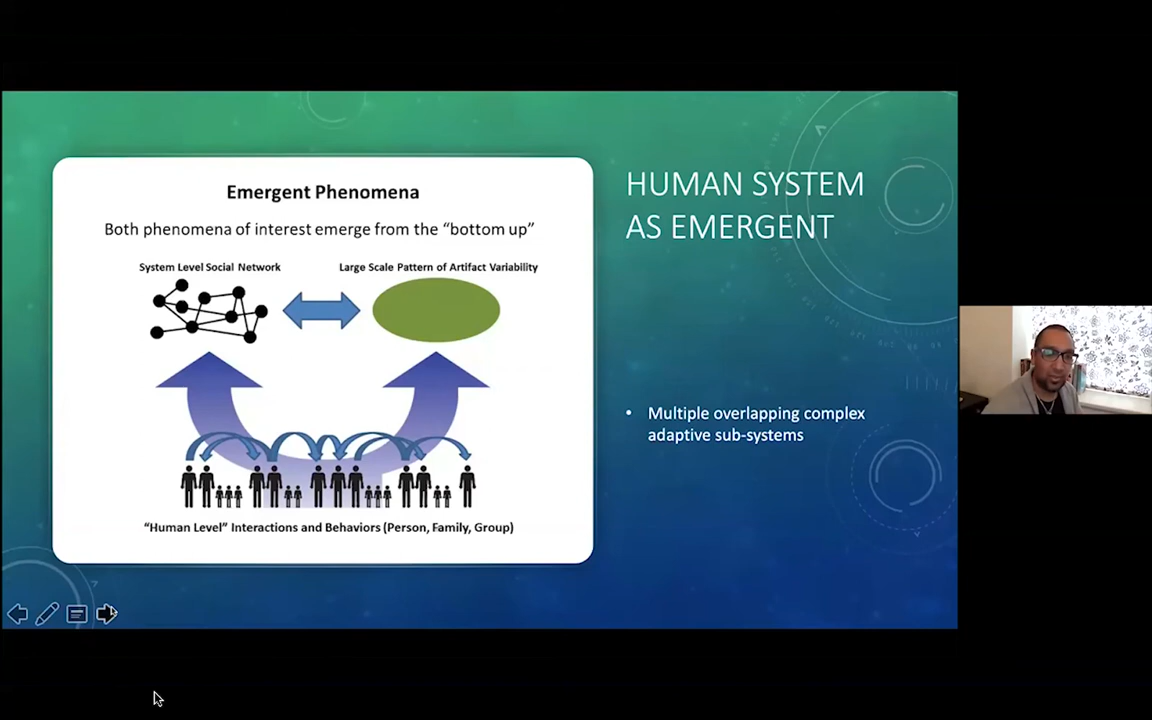 Emergent Phenomena
Both phenomena of interest emerge from the “bottom up”
System Level Social Network
Large Scale Pattern of Artifact Variability
“Human Level” Interactions and Behaviors (Person, Family, Group)
HUMAN SYSTEM
AS EMERGENT
• Multiple overlapping complex
adaptive sub-systems